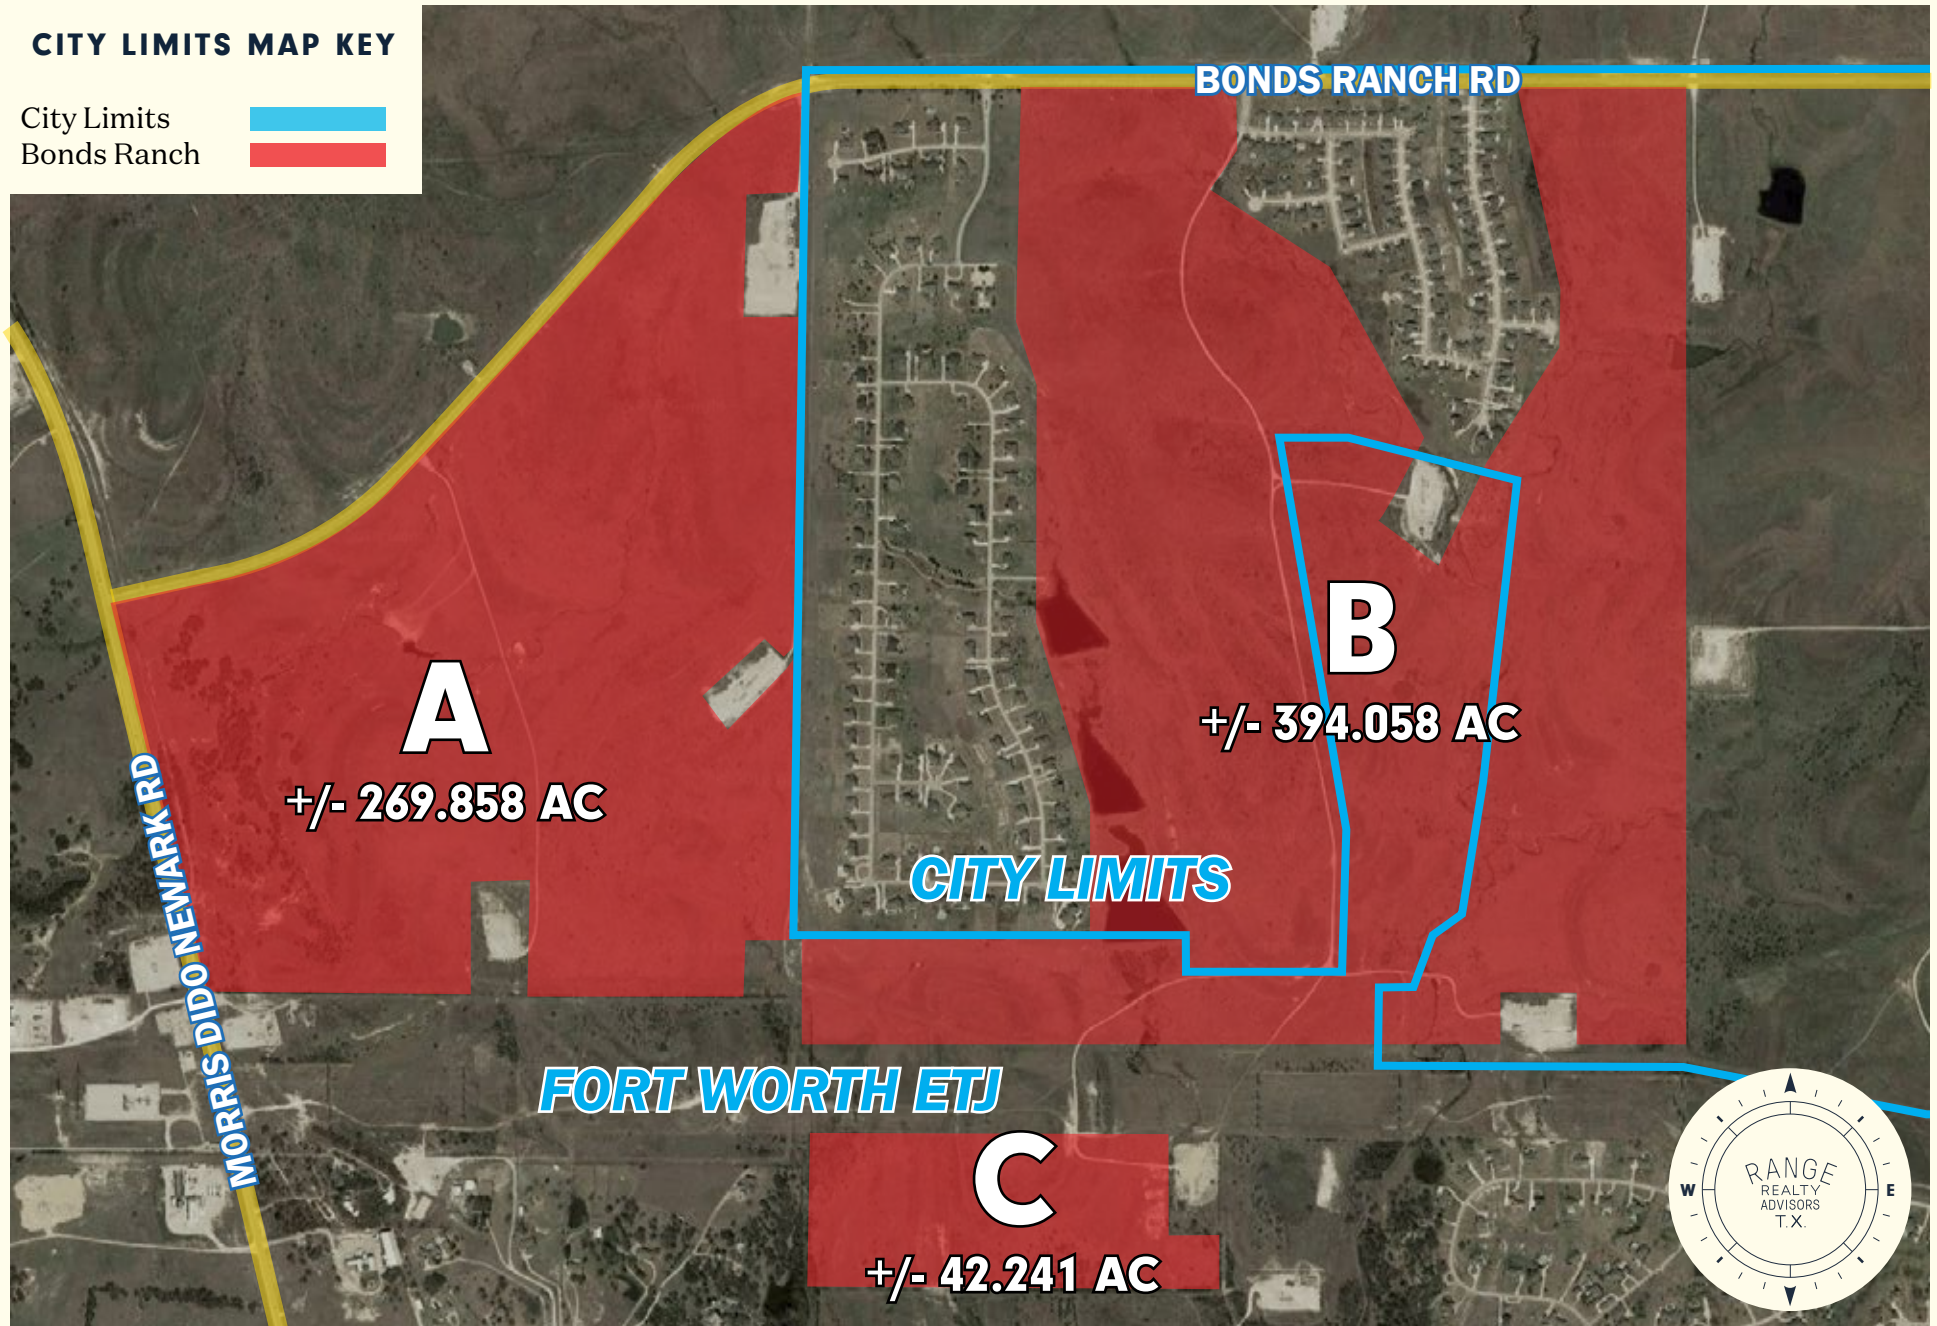 CITY LIMITS MAP KEY
City Limits
Bonds Ranch
BONDS RANCH RD
A
+/- 269.858 AC
B
+/- 394.058 AC
MORRIS DIDO NEWARK RD
CITY LIMITS
FORT WORTH ETJ
C
+/- 42.241 AC
W
E
RANGE
REALTY
ADVISORS
T.X.